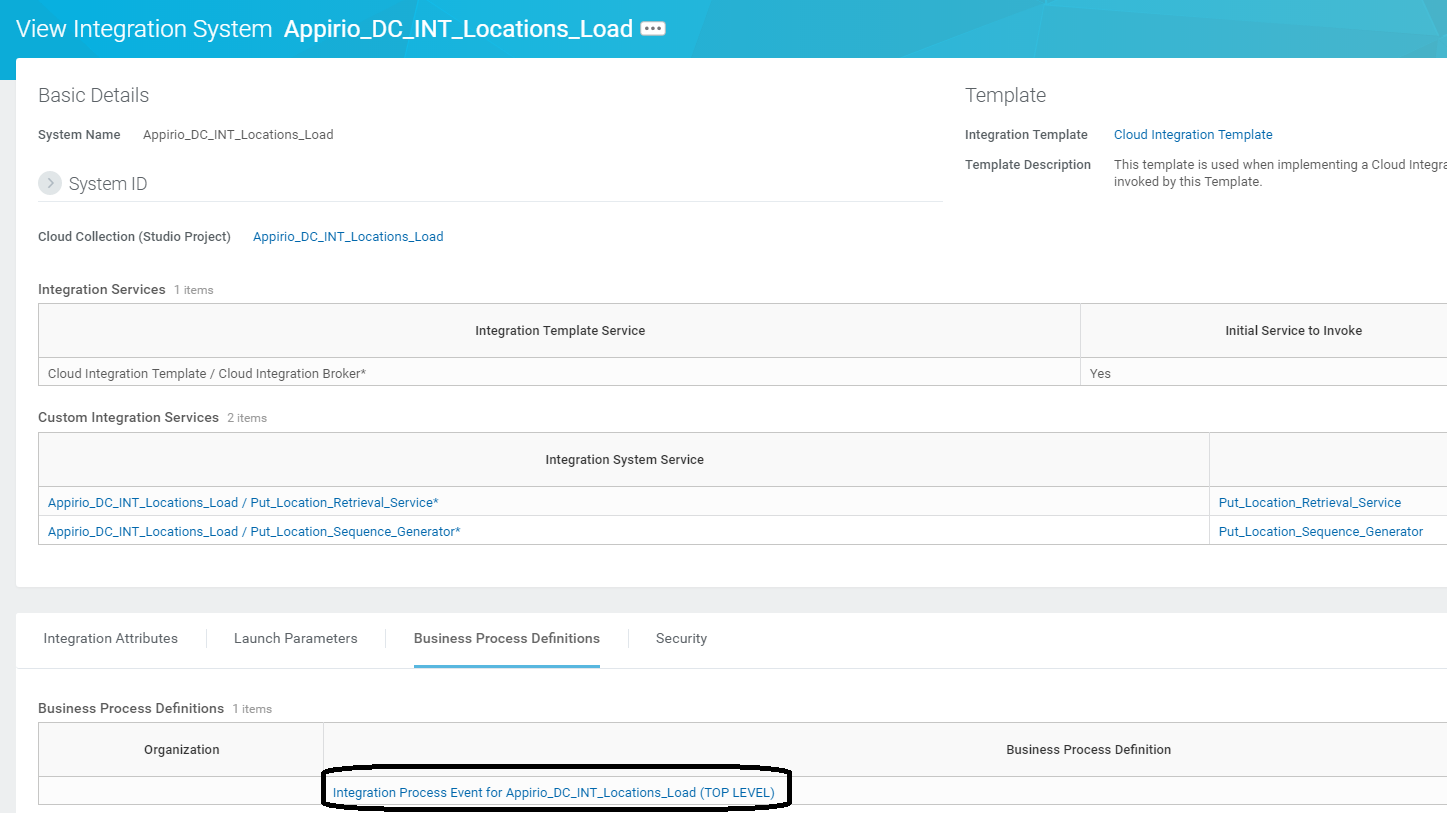 View Integration System Appirio_DC_INT_Locations_Load
Basic Details
System Name Appirio_DC_INT_Locations_Load
System ID
Cloud Collection (Studio Project) Appirio_DC_INT_Locations_Load
Template
Integration Template Cloud Integration Template
Template Description This template is used when implementing a Cloud Integra
invoked by this Template.
Integration Services 1 items
Integration Template Service Initial Service to Invoke
Cloud Integration Template / Cloud Integration Broker* Yes
Custom Integration Services 2 items
Integration System Service
Appirio_DC_INT_Locations_Load / Put_Location_Retrieval_Service* Put_Location_Retrieval_Service
Appirio_DC_INT_Locations_Load / Put_Location_Sequence_Generator* Put_Location_Sequence_Generator
Integration Attributes Launch Parameters Business Process Definitions Security
Business Process Definitions 1 items
Organization Business Process Definition
Integration Process Event for Appirio_DC_INT_Locations_Load (TOP LEVEL)